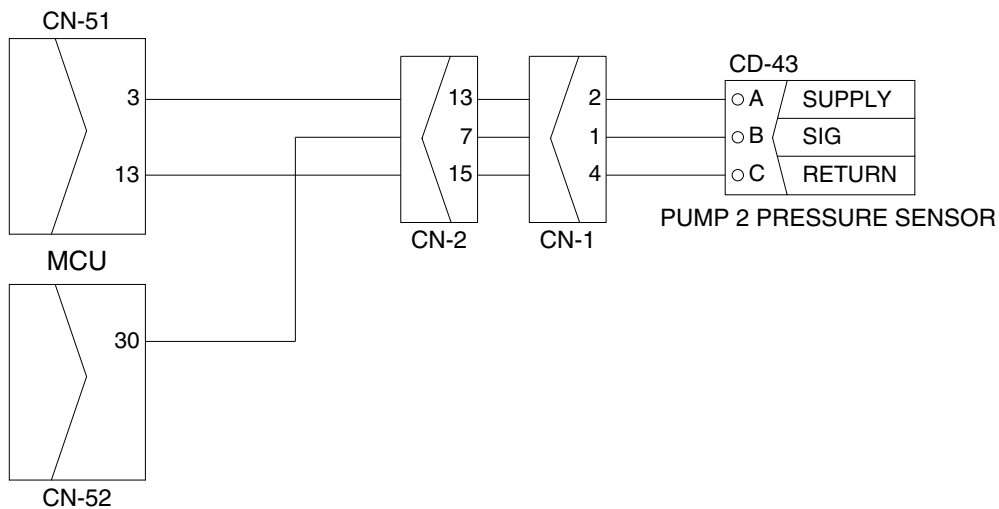 CN-51
CD-43
3 13 2 A SUPPLY
7 1 B SIG
13 15 4 C RETURN
PUMP 2 PRESSURE SENSOR
CN-2 CN-1
MCU
30
CN-52